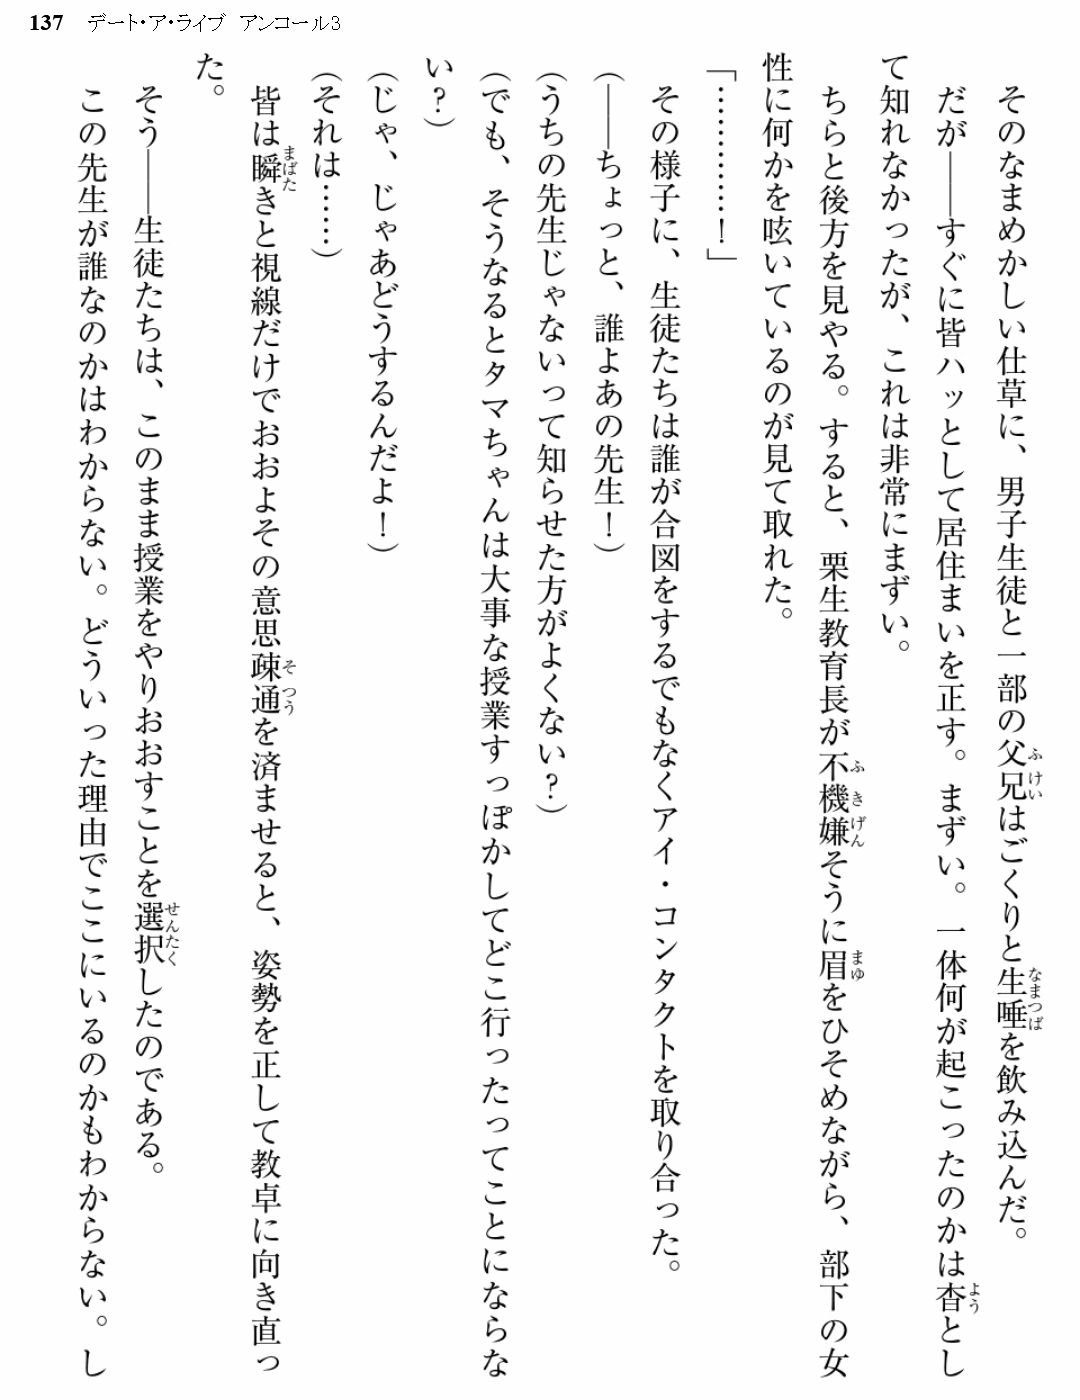 137 デート・ア・ライブ アンコール3
そのなまめかしい仕草に、男子生徒と一部の父兄はごくりと生唾を飲み込んだ。
だが――すぐに皆ハッとして居住まいを正す。まずい。一体何が起こったのかは杳とし
て知れなかったが、これは非常にまずい。
ちらと後方を見やる。すると、栗生教育長が不機嫌そうに眉をひそめながら、部下の女
性に何かを呟いているのが見て取れた。
「…………！」
その様子に、生徒たちは誰が合図をするでもなくアイ・コンタクトを取り合った。
（――ちょっと、誰よあの先生！）
（うちの先生じゃないって知らせた方がよくない？）
（でも、そうなるとタマちゃんは大事な授業すっぽかしてどこ行ったってことにならな
い？）
（じゃ、じゃあどうするんだよ！）
（それは……）
皆は瞬きと視線だけでおおよその意思疎通を済ませると、姿勢を正して教卓に向き直っ
た。
そう――生徒たちは、このまま授業をやりおおすことを選択したのである。
この先生が誰なのかはわからない。どういった理由でここにいるのかもわからない。し